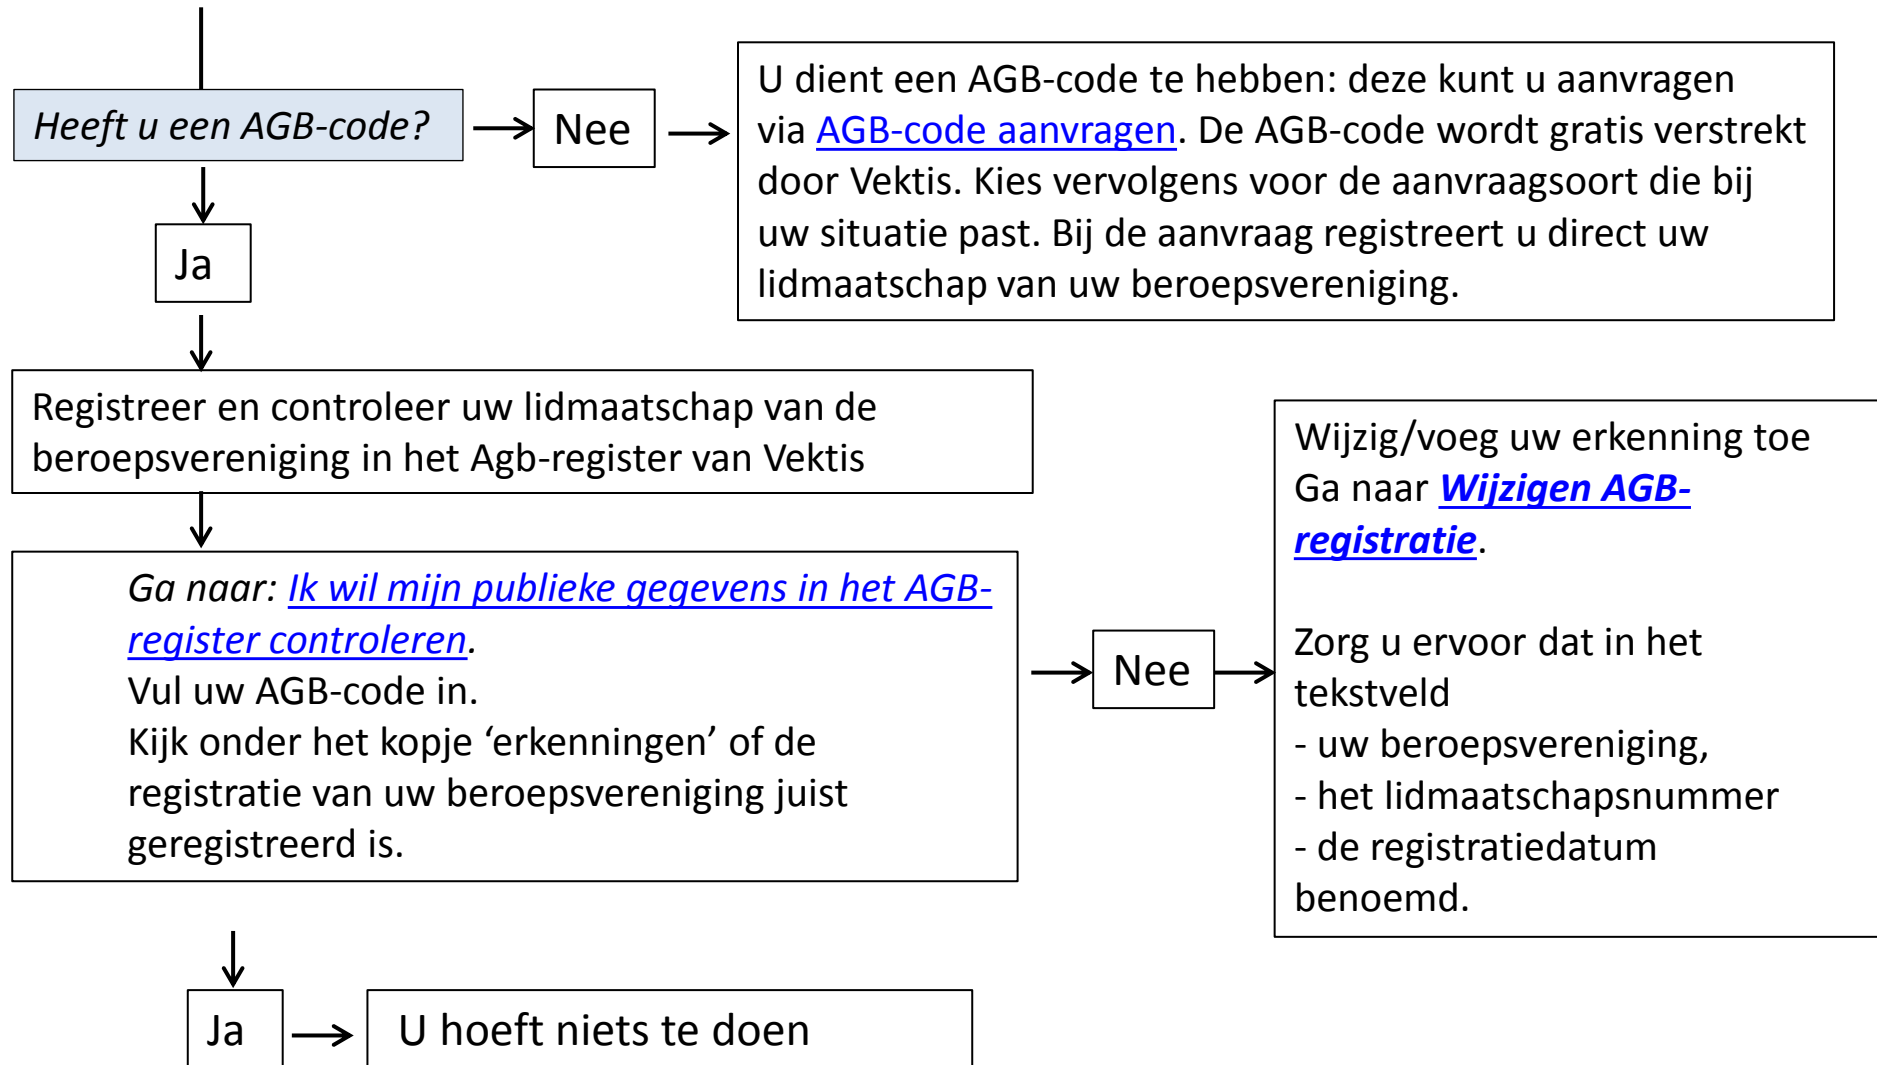 Heeft u een AGB-code?
Nee
U dient een AGB-code te hebben: deze kunt u aanvragen
via AGB-code aanvragen. De AGB-code wordt gratis verstrekt
door Vektis. Kies vervolgens voor de aanvraagsoort die bij
uw situatie past. Bij de aanvraag registreert u direct uw
lidmaatschap van uw beroepsvereniging.
Ja
Registreer en controleer uw lidmaatschap van de
beroepsvereniging in het Agb-register van Vektis
Ga naar: Ik wil mijn publieke gegevens in het AGB-
register controleren.
Vul uw AGB-code in.
Kijk onder het kopje ‘erkenningen’ of de
registratie van uw beroepsvereniging juist
geregistreerd is.
Nee
Wijzig/voeg uw erkenning toe
Ga naar Wijzigen AGB-
registratie.
Zorg u ervoor dat in het
tekstveld
- uw beroepsvereniging,
- het lidmaatschapsnummer
- de registratiedatum
benoemd.
Ja
U hoeft niets te doen